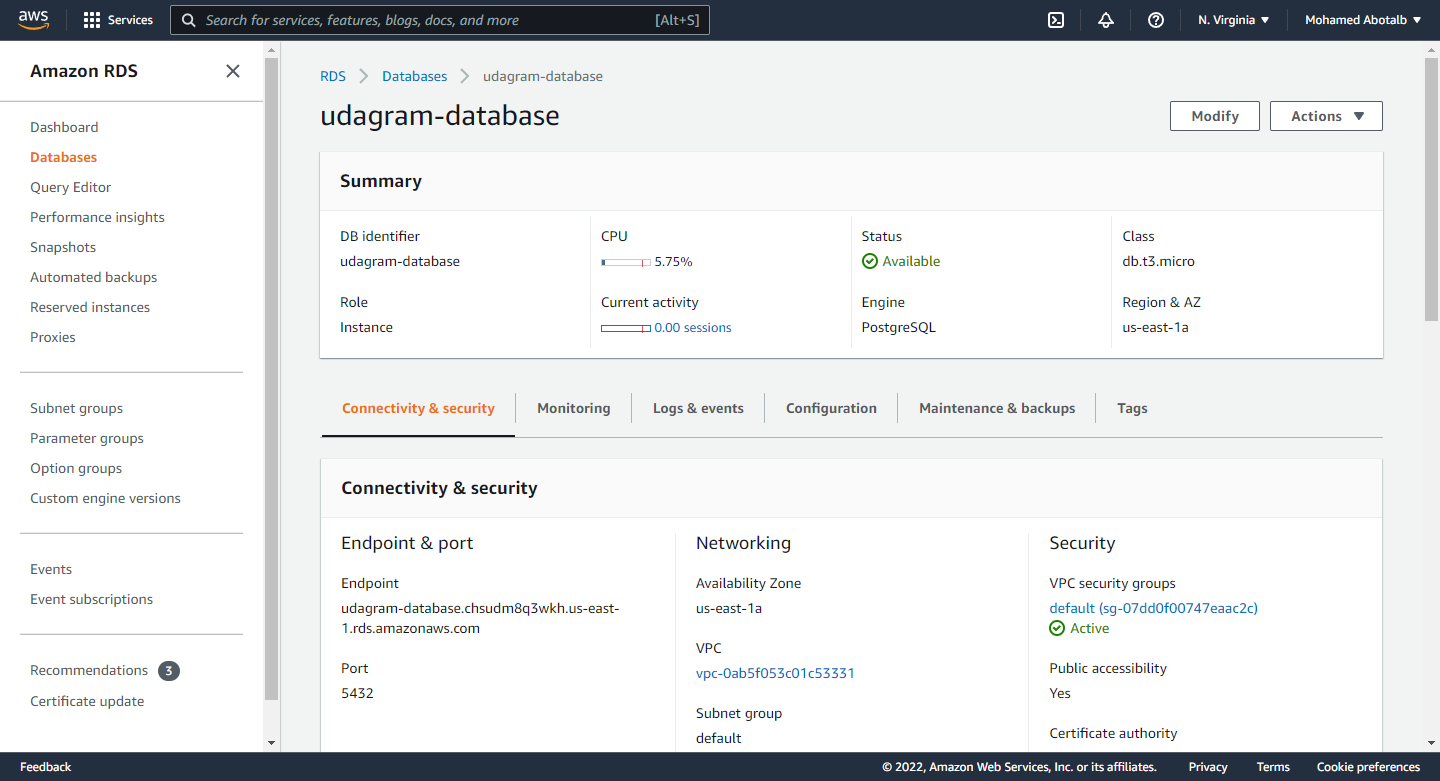 aws
Services
Search for services, features, blogs, docs, and more
[Alt+S]
N. Virginia
Mohamed Abotalb
Amazon RDS
Dashboard
Databases
Query Editor
Performance insights
Snapshots
Automated backups
Reserved instances
Proxies
Subnet groups
Parameter groups
Option groups
Custom engine versions
Events
Event subscriptions
Recommendations 3
Certificate update
RDS
Databases
udagram-database
udagram-database
Modify
Actions
Summary
DB identifier
udagram-database
CPU
5.75%
Status
Available
Class
db.t3.micro
Role
Instance
Current activity
0.00 sessions
Engine
PostgreSQL
Region & AZ
us-east-1a
Connectivity & security
Monitoring
Logs & events
Configuration
Maintenance & backups
Tags
Connectivity & security
Endpoint & port
Endpoint
udagram-database.chsudm8q3wkh.us-east-
1.rds.amazonaws.com
Port
5432
Networking
Availability Zone
us-east-1a
VPC
vpc-0ab5f053c01c53331
Subnet group
default
Security
VPC security groups
default (sg-07dd0f00747eaac2c)
Active
Public accessibility
Yes
Certificate authority
Feedback
© 2022, Amazon Web Services, Inc. or its affiliates.
Privacy
Terms
Cookie preferences